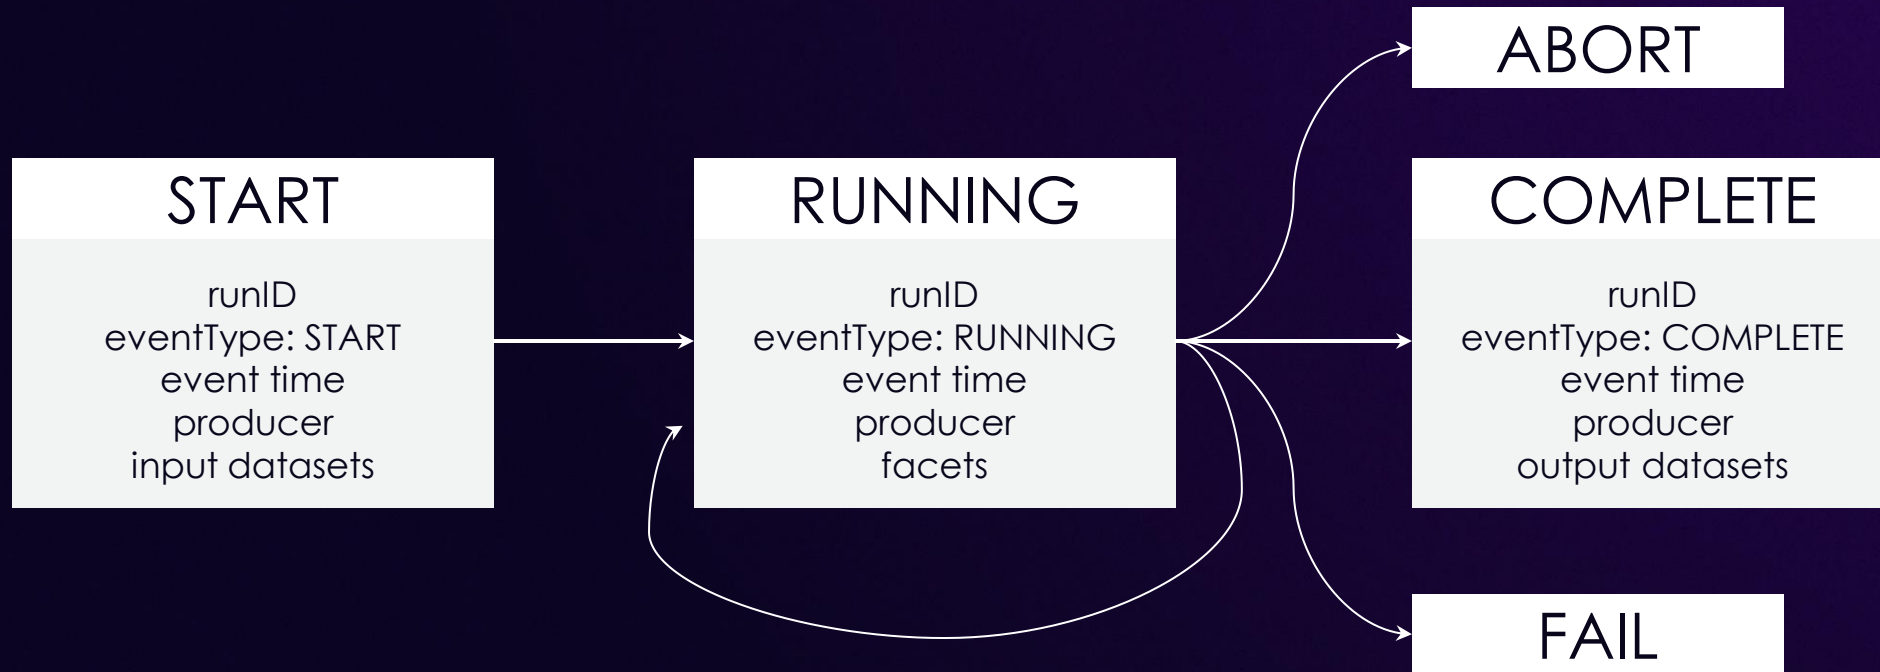 ABORT
START
runID
eventType: START
event time
producer
input datasets
RUNNING
runID
eventType: RUNNING
event time
producer
facets
COMPLETE
runID
eventType: COMPLETE
event time
producer
output datasets
FAIL